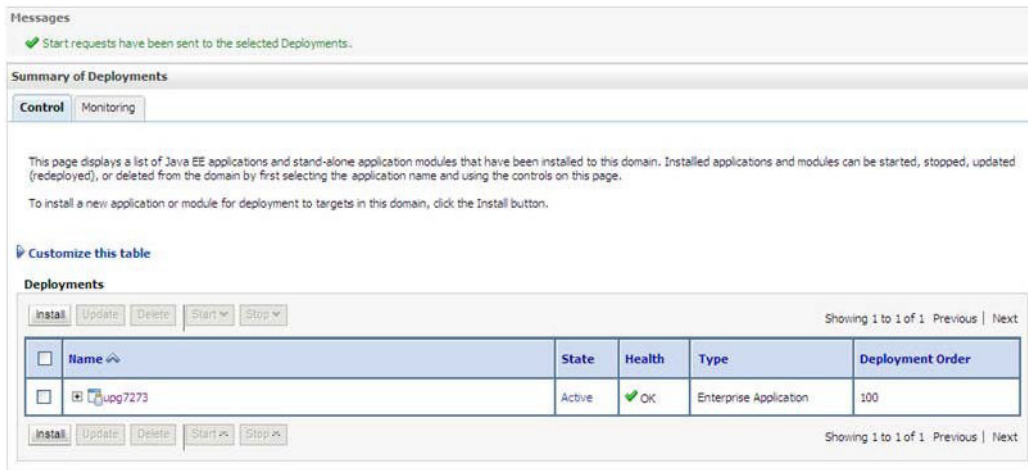 Messages
Start requests have been sent to the selected Deployments.
Summary of Deployments
Control Monitoring
This page displays a list of Java EE applications and stand-alone application modules that have been installed to this domain. Installed applications and modules can be started, stopped, updated
(redeployed), or deleted from the domain by first selecting the application name and using the controls on this page.
To install a new application or module for deployment to targets in this domain, click the Install button.
Customize this table
Deployments
Install Update Delete Start Stop Showing 1 to 1 of 1 Previous | Next
Name State Health Type Deployment Order
upg7273 Active OK Enterprise Application 100
Install Update Delete Start Stop Showing 1 to 1 of 1 Previous | Next